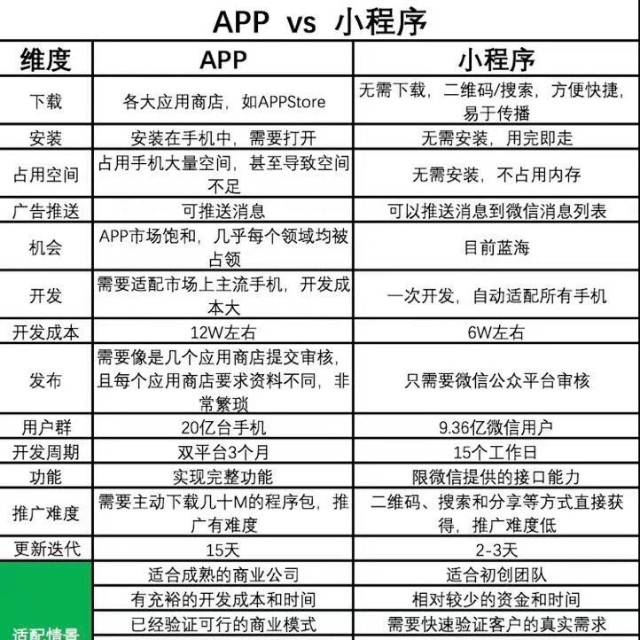 APP vs 小程序
维度 APP 小程序
下载 各大应用商店，如APPStore 无需下载，二维码/搜索，方便快捷，
易于传播
安装 安装在手机中，需要打开 无需安装，用完即走
占用空间 占用手机大量空间，甚至导致空间
不足 无需安装，不占用内存
广告推送 可推送消息 可以推送消息到微信消息列表
机会 APP市场饱和，几乎每个领域均被
占领 目前蓝海
开发 需要适配市场上主流手机，开发成
本大 一次开发，自动适配所有手机
开发成本 12W左右 6W左右
发布 需要像是几个应用商店提交审核，
且每个应用商店要求资料不同，非
常繁琐 只需要微信公众平台审核
用户群 20亿台手机 9.36亿微信用户
开发周期 双平台3个月 15个工作日
功能 实现完整功能 限微信提供的接口能力
推广难度 需要主动下载几十M的程序包，推
广有难度 二维码、搜索和分享等方式直接获
得，推广难度低
更新迭代 15天 2-3天
适配情景 适合成熟的商业公司 适合初创团队
有充裕的开发成本和时间 相对较少的资金和时间
已经验证可行的商业模式 需要快速验证客户的真实需求